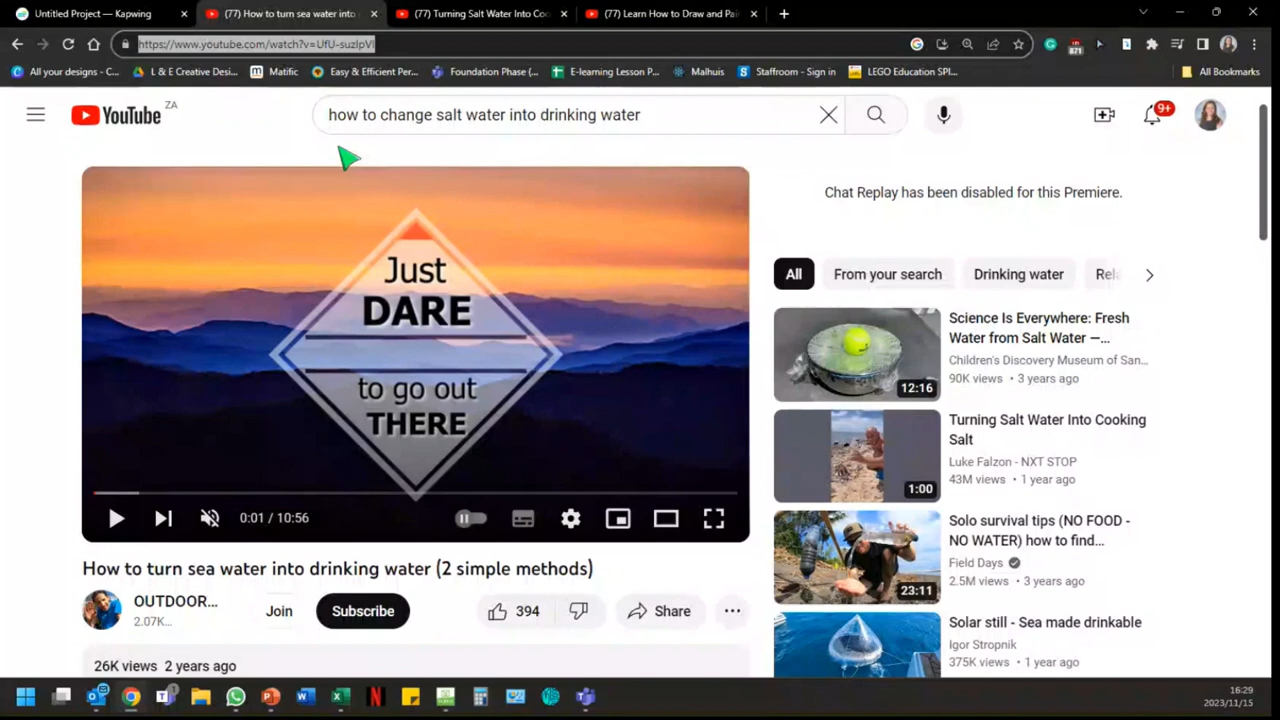 Untitled Project — Kapwing
(77) How to turn sea water into
(77) Turning Salt Water Into Coo
(77) Learn How to Draw and Pai
https://www.youtube.com/watch?v=UfU-suzIpVI
871
All your designs - C...
L & E Creative Desi...
Matific
Easy & Efficient Per...
Foundation Phase (...
E-learning Lesson P...
Malhuis
Staffroom - Sign in
LEGO Education SPI...
All Bookmarks
YouTube ZA
how to change salt water into drinking water
9+
Just
DARE
to go out
THERE
0:01 / 10:56
How to turn sea water into drinking water (2 simple methods)
OUTDOOR...
2.07K...
Join
Subscribe
394
Share
26K views 2 years ago
Chat Replay has been disabled for this Premiere.
All
From your search
Drinking water
Rel
12:16
Science Is Everywhere: Fresh
Water from Salt Water —...
Children's Discovery Museum of San...
90K views • 3 years ago
1:00
Turning Salt Water Into Cooking
Salt
Luke Falzon - NXT STOP
43M views • 1 year ago
23:11
Solo survival tips (NO FOOD -
NO WATER) how to find...
Field Days
2.5M views • 3 years ago
Solar still - Sea made drinkable
Igor Stropnik
375K views • 1 year ago
16:29
2023/11/15